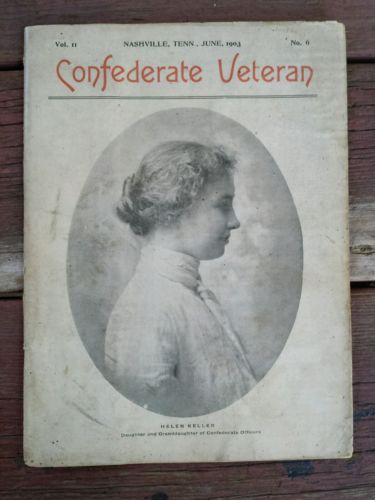 Vol. 11 NASHVILLE, TENN., JUNE, 1903 No. 6
Confederate Veteran
HELEN KELLER
Daughter and Granddaughter of Confederate Officers